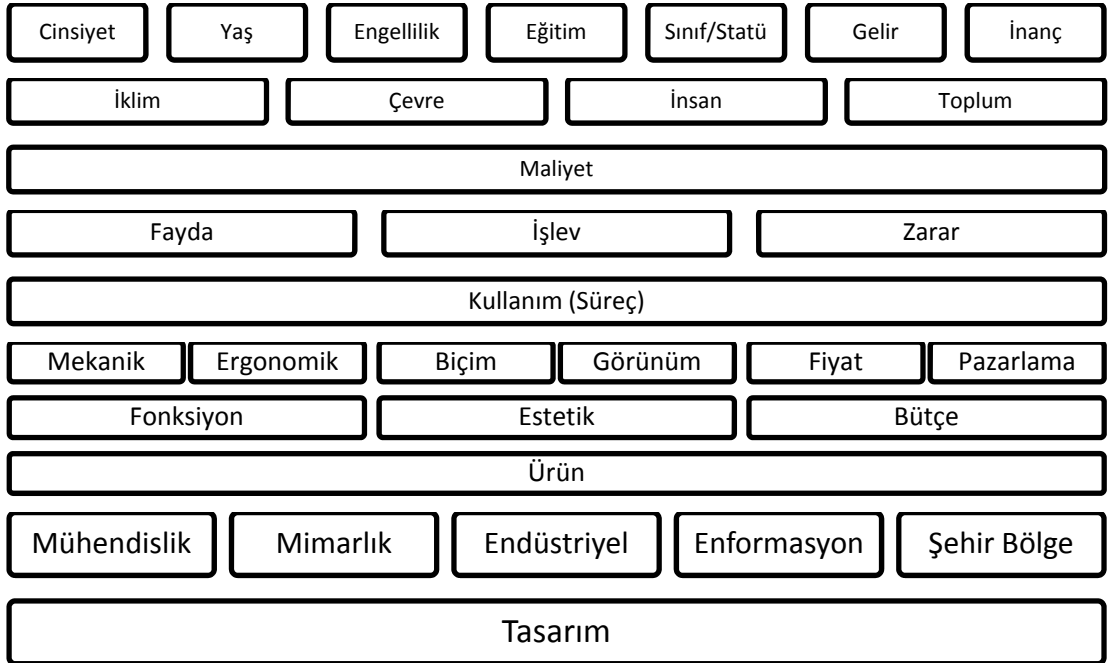 Cinsiyet Yaş Engellilik Eğitim Sınıf/Statü Gelir İnanç
İklim Çevre İnsan Toplum
Maliyet
Fayda İşlev Zarar
Kullanım (Süreç)
Mekanik Ergonomik Biçim Görünüm Fiyat Pazarlama
Fonksiyon Estetik Bütçe
Ürün
Mühendislik Mimarlık Endüstriyel Enformasyon Şehir Bölge
Tasarım